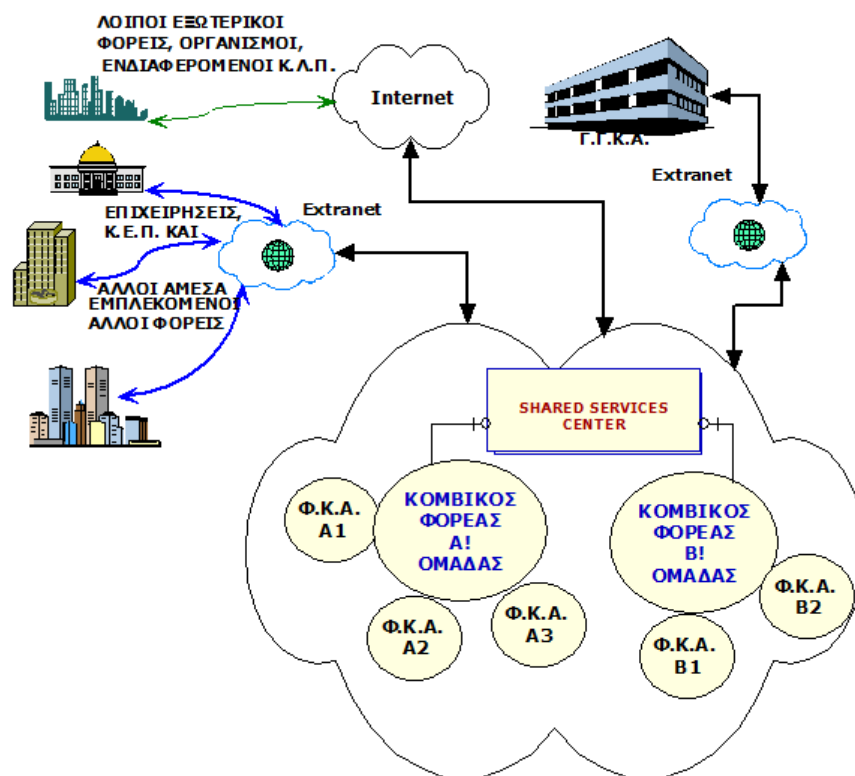 ΛΟΙΠΟΙ ΕΞΩΤΕΡΙΚΟΙ
ΦΟΡΕΙΣ, ΟΡΓΑΝΙΣΜΟΙ,
ΕΝΔΙΑΦΕΡΟΜΕΝΟΙ Κ.Λ.Π.
Internet
Γ.Γ.Κ.Α.
Extranet
ΕΠΙΧΕΙΡΗΣΕΙΣ,
Κ.Ε.Π. ΚΑΙ
Extranet
ΑΛΛΟΙ ΑΜΕΣΑ
ΕΜΠΛΕΚΟΜΕΝΟΙ
ΑΛΛΟΙ ΦΟΡΕΙΣ
SHARED SERVICES
CENTER
Φ.Κ.Α.
Α1
ΚΟΜΒΙΚΟΣ
ΦΟΡΕΑΣ
Α!
ΟΜΑΔΑΣ
ΚΟΜΒΙΚΟΣ
ΦΟΡΕΑΣ
Β!
ΟΜΑΔΑΣ
Φ.Κ.Α.
Α2
Φ.Κ.Α.
Α3
Φ.Κ.Α.
Β1
Φ.Κ.Α.
Β2